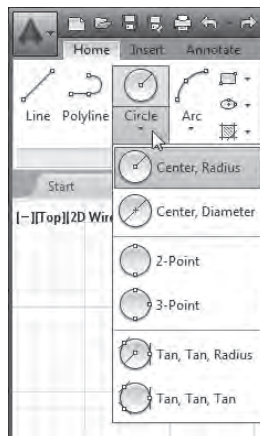 A
Home Insert Annotate
Line Polyline Circle Arc
Start
Center, Radius
[−][Top][2D Wire
Center, Diameter
2-Point
3-Point
Tan, Tan, Radius
Tan, Tan, Tan